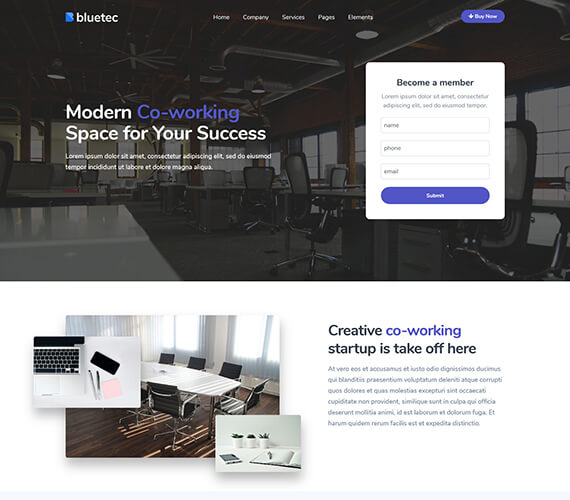 bluetec
Home Company Services Pages Elements
Buy Now
Modern Co-working
Space for Your Success
Lorem ipsum dolor sit amet, consectetur adipiscing elit, sed do eiusmod
tempor incididunt ut labore et dolore magna aliqua.
Become a member
Lorem ipsum dolor sit amet, consectetur
adipiscing elit, sed do eiusmod tempor.
name
phone
email
Submit
Creative co-working
startup is take off here
At vero eos et accusamus et iusto odio dignissimos ducimus
qui blanditiis praesentium voluptatum deleniti atque corrupti
quos dolores et quas molestias excepturi sint occaecati
cupiditate non provident, similique sunt in culpa qui officia
deserunt mollitia animi, id est laborum et dolorum fuga. Et
harum quidem rerum facilis est et expedita distinctio.